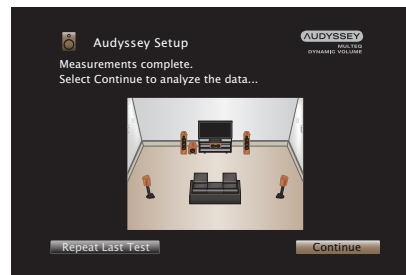 Audyssey Setup
AUDYSSEY
MULTEQ
DYNAMIC VOLUME
Measurements complete.
Select Continue to analyze the data...
Repeat Last Test
Continue